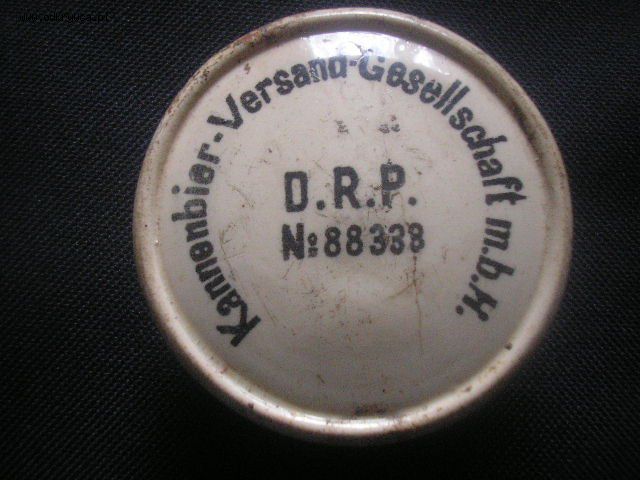 Kannenbier-Versand-Gesellschaft m.b.H.
D.R.P.
№ 88338